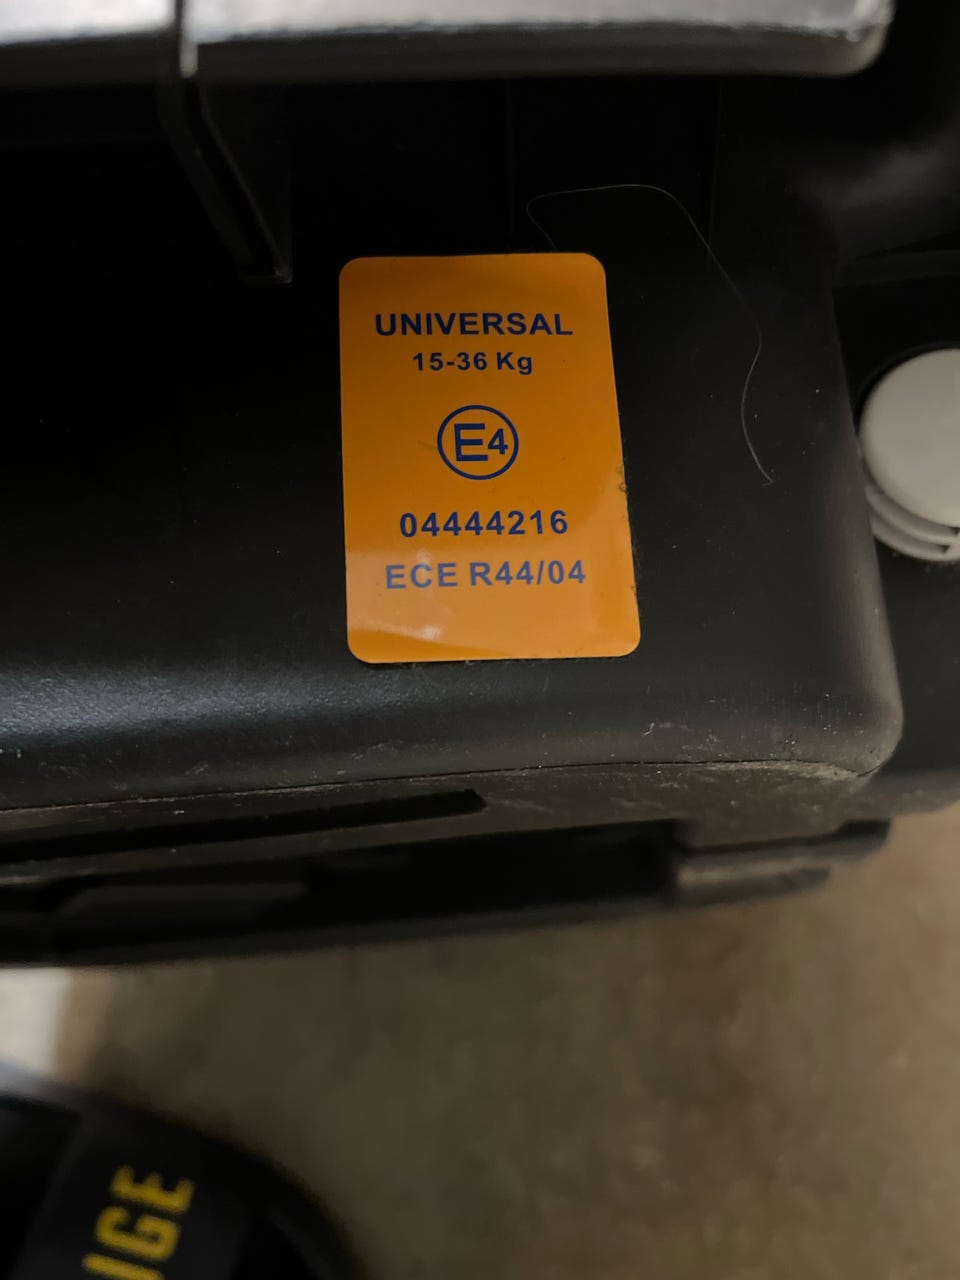 UNIVERSAL
15-36 Kg
E4
04444216
ECE R44/04